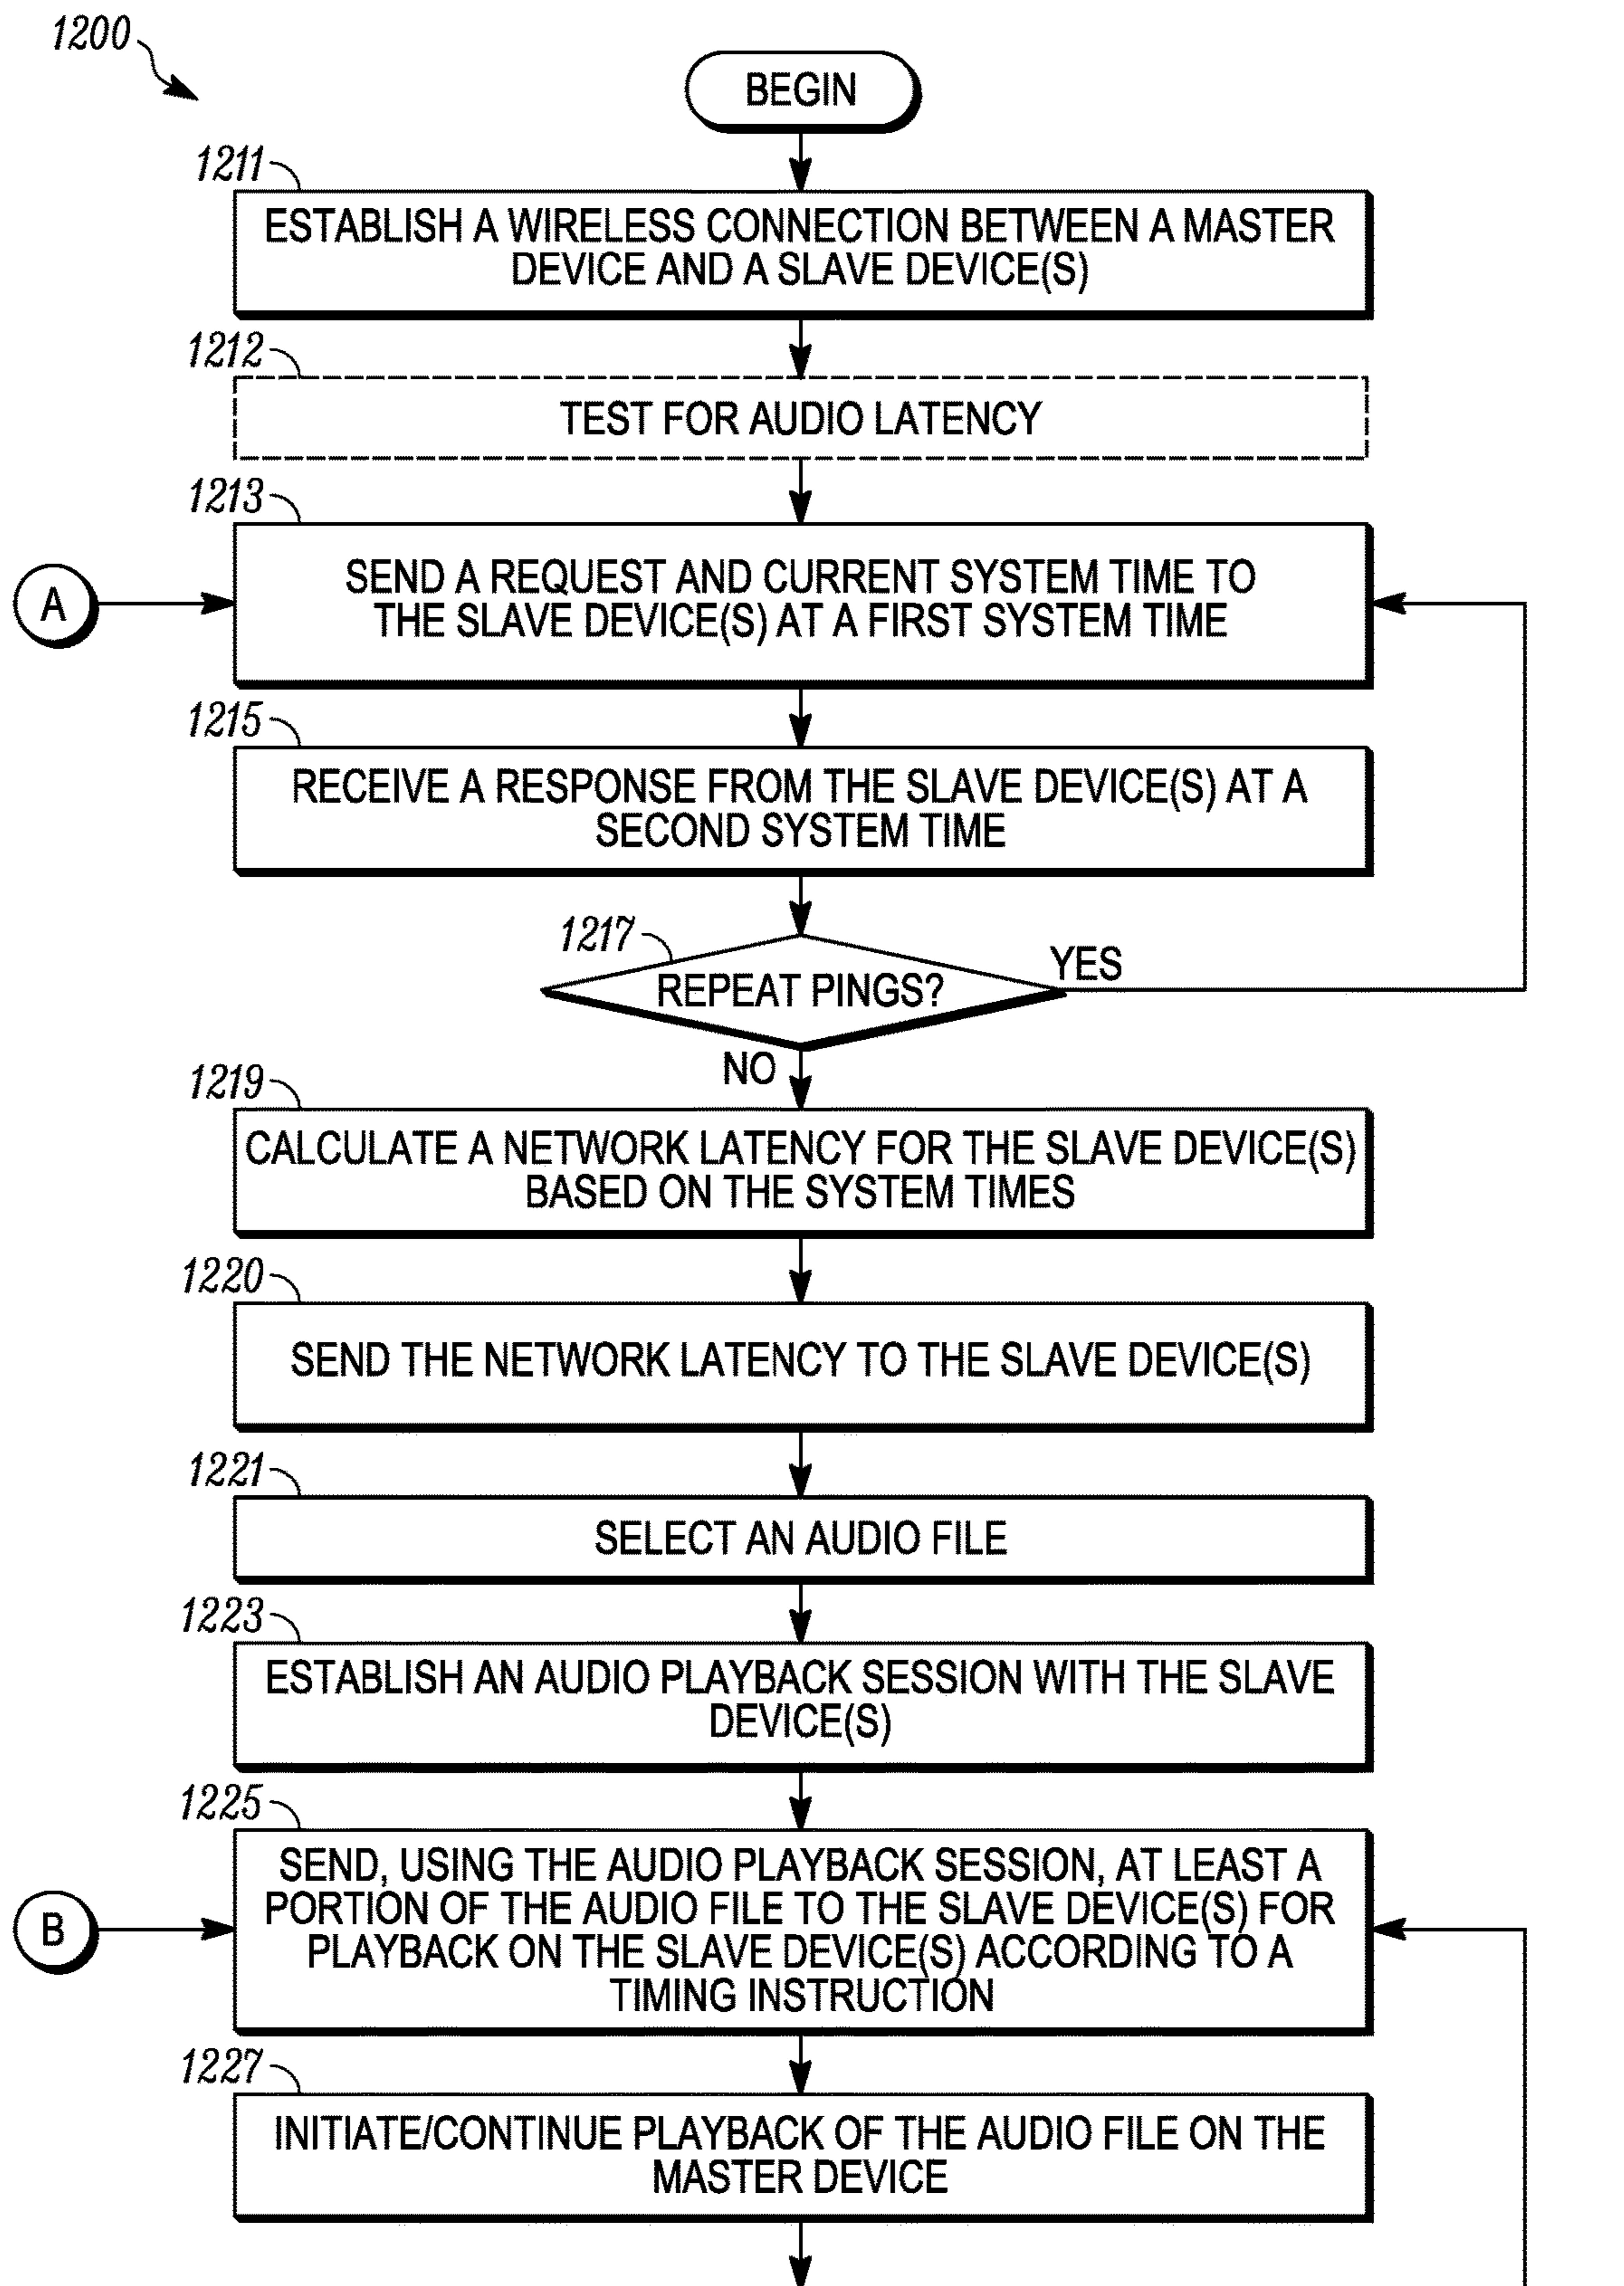 1200
BEGIN
1211
ESTABLISH A WIRELESS CONNECTION BETWEEN A MASTER
DEVICE AND A SLAVE DEVICE(S)
1212
TEST FOR AUDIO LATENCY
1213
A
SEND A REQUEST AND CURRENT SYSTEM TIME TO
THE SLAVE DEVICE(S) AT A FIRST SYSTEM TIME
1215
RECEIVE A RESPONSE FROM THE SLAVE DEVICE(S) AT A
SECOND SYSTEM TIME
1217
REPEAT PINGS?
YES
NO
1219
CALCULATE A NETWORK LATENCY FOR THE SLAVE DEVICE(S)
BASED ON THE SYSTEM TIMES
1220
SEND THE NETWORK LATENCY TO THE SLAVE DEVICE(S)
1221
SELECT AN AUDIO FILE
1223
ESTABLISH AN AUDIO PLAYBACK SESSION WITH THE SLAVE
DEVICE(S)
1225
B
SEND, USING THE AUDIO PLAYBACK SESSION, AT LEAST A
PORTION OF THE AUDIO FILE TO THE SLAVE DEVICE(S) FOR
PLAYBACK ON THE SLAVE DEVICE(S) ACCORDING TO A
TIMING INSTRUCTION
1227
INITIATE/CONTINUE PLAYBACK OF THE AUDIO FILE ON THE
MASTER DEVICE